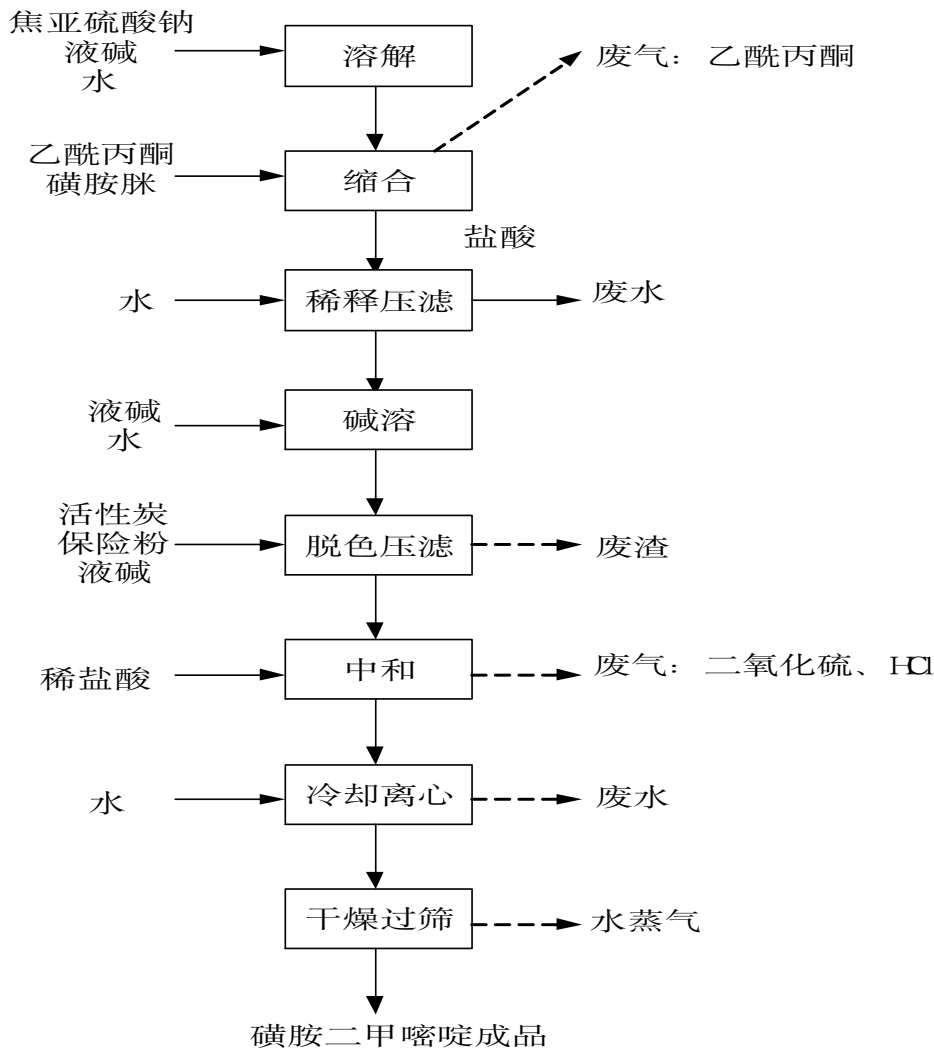 焦亚硫酸钠
液碱
水
溶解
废气：乙酰丙酮
乙酰丙酮
磺胺脒
缩合
盐酸
水
稀释压滤
废水
液碱
水
碱溶
活性炭
保险粉
液碱
脱色压滤
废渣
稀盐酸
中和
废气：二氧化硫、HCl
水
冷却离心
废水
干燥过筛
水蒸气
磺胺二甲嘧啶成品